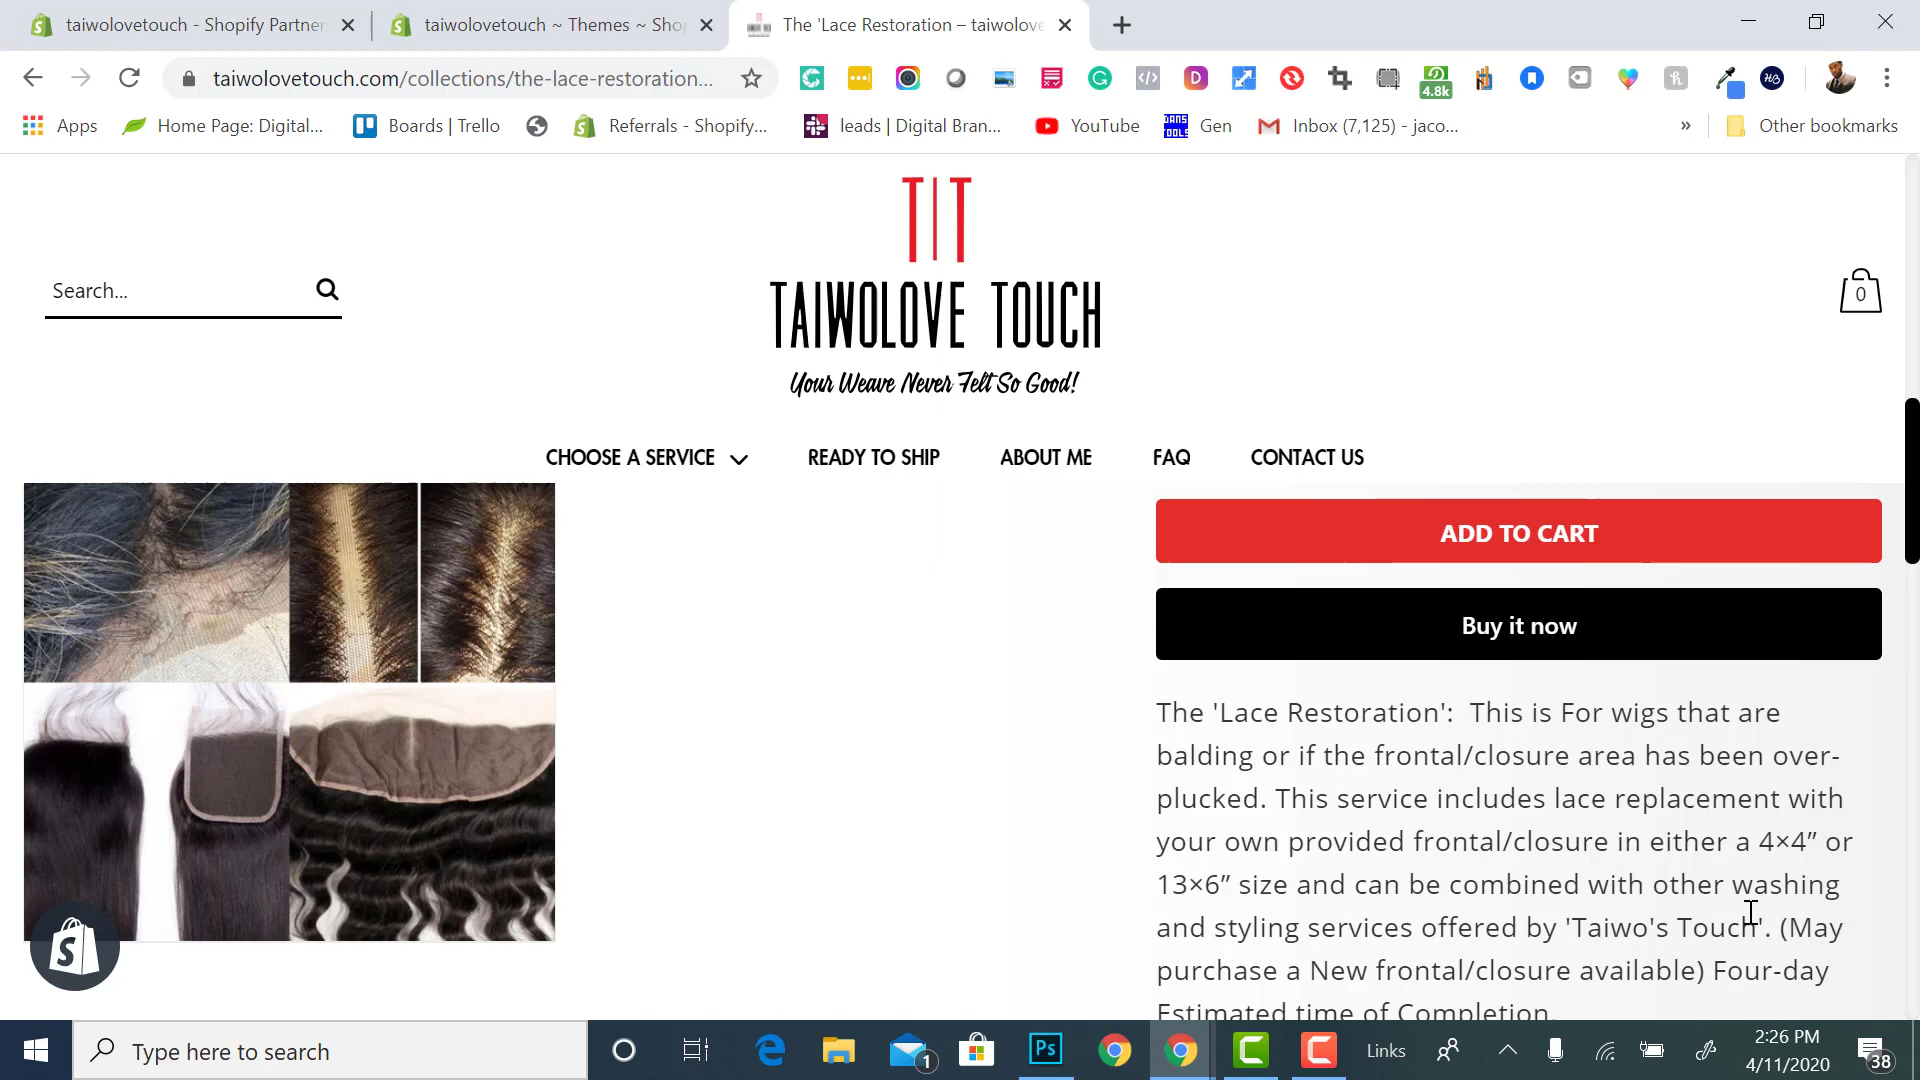 taiwolovetouch - Shopify Partner
taiwolovetouch ~ Themes ~ Sho
The 'Lace Restoration – taiwolove
taiwolovetouch.com/collections/the-lace-restoration...
4.8k
Apps
Home Page: Digital...
Boards | Trello
Referrals - Shopify...
leads | Digital Bran...
YouTube
Gen
Inbox (7,125) - jaco...
»
Other bookmarks
Search...
T|T
TAIWOLOVE TOUCH
Your Weave Never Felt So Good!
0
CHOOSE A SERVICE
READY TO SHIP
ABOUT ME
FAQ
CONTACT US
ADD TO CART
Buy it now
The 'Lace Restoration':  This is For wigs that are
balding or if the frontal/closure area has been over-
plucked. This service includes lace replacement with
your own provided frontal/closure in either a 4×4” or
13×6” size and can be combined with other washing
and styling services offered by 'Taiwo's Touch'. (May
purchase a New frontal/closure available) Four-day
Estimated time of Completion.
Type here to search
1
Ps
Links
2:26 PM
4/11/2020
38